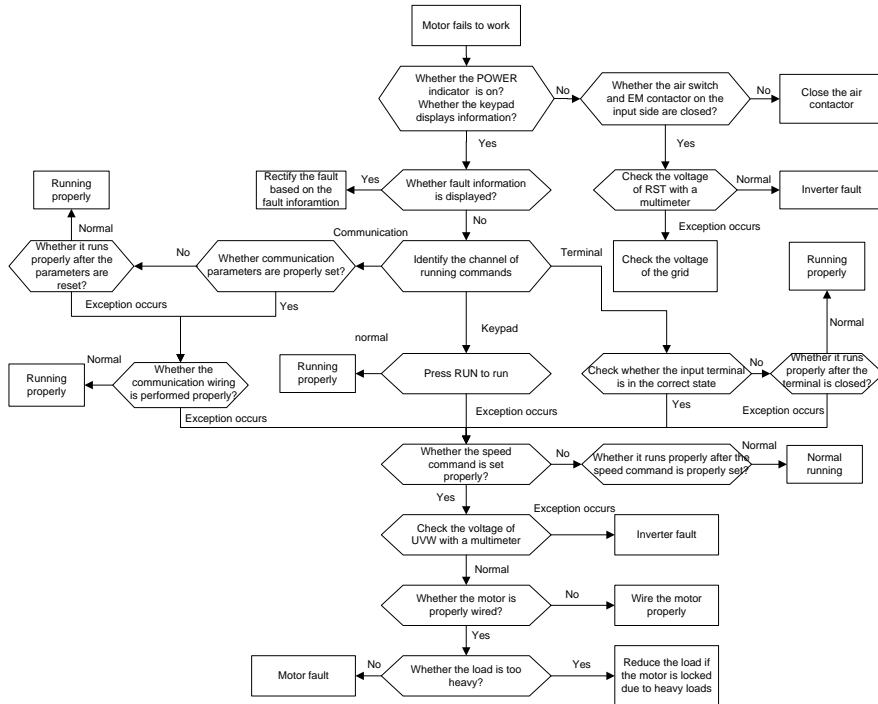 Motor fails to work
Whether the POWER
indicator is on?
Whether the keypad
displays information?
No
Whether the air switch
and EM contactor on the
input side are closed?
No
Close the air
contactor
Yes
Yes
Running
properly
Rectify the fault
based on the
fault inforamtion
Yes
Whether fault information
is displayed?
Check the voltage
of RST with a
multimeter
Normal
Inverter fault
Normal
No
Exception occurs
Communication
Whether it runs
properly after the
parameters are
reset?
No
Whether communication
parameters are properly set?
Identify the channel of
running commands
Terminal
Check the voltage
of the grid
Running
properly
Exception occurs
Yes
Normal
Keypad
normal
Whether the
communication wiring
is performed properly?
Normal
Running
properly
Running
properly
Press RUN to run
Check whether the input terminal
is in the correct state
No
Whether it runs
properly after the
terminal is closed?
Exception occurs
Exception occurs
Yes
Exception occurs
Whether the speed
command is set
properly?
No
Whether it runs properly after the
speed command is properly set?
Normal
Normal
running
Yes
Exception occurs
Check the voltage of
UVW with a multimeter
Inverter fault
Normal
Whether the motor is
properly wired?
No
Wire the motor
properly
Yes
Motor fault
No
Whether the load is too
heavy?
Yes
Reduce the load if
the motor is locked
due to heavy loads